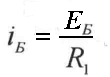 i_Б = E_Б / R_1